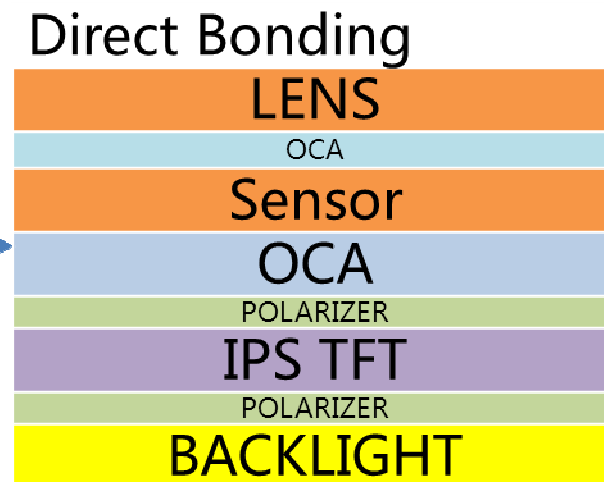 Direct Bonding
LENS
OCA
Sensor
OCA
POLARIZER
IPS TFT
POLARIZER
BACKLIGHT